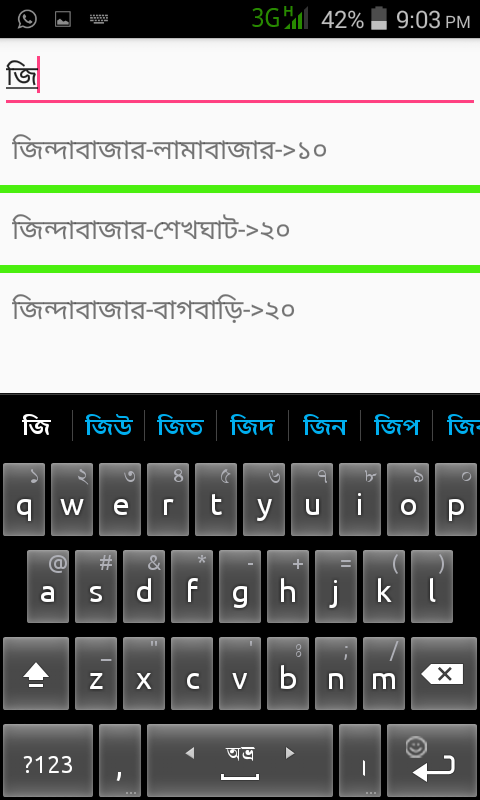 3G H 42% 9:03 PM
জি
জিন্দাবাজার-লামাবাজার->১০
জিন্দাবাজার-শেখঘাট->২০
জিন্দাবাজার-বাগবাড়ি->২০
জি জিউ জিত জিদ জিন জিপ
১ ২ ৩ ৪ ৫ ৬ ৭ ৮ ৯ ০
q w e r t y u i o p
@ # & * - + = ( )
a s d f g h j k l
_ " ' ঃ ; /
z x c v b n m
?123 , অভ্র ।